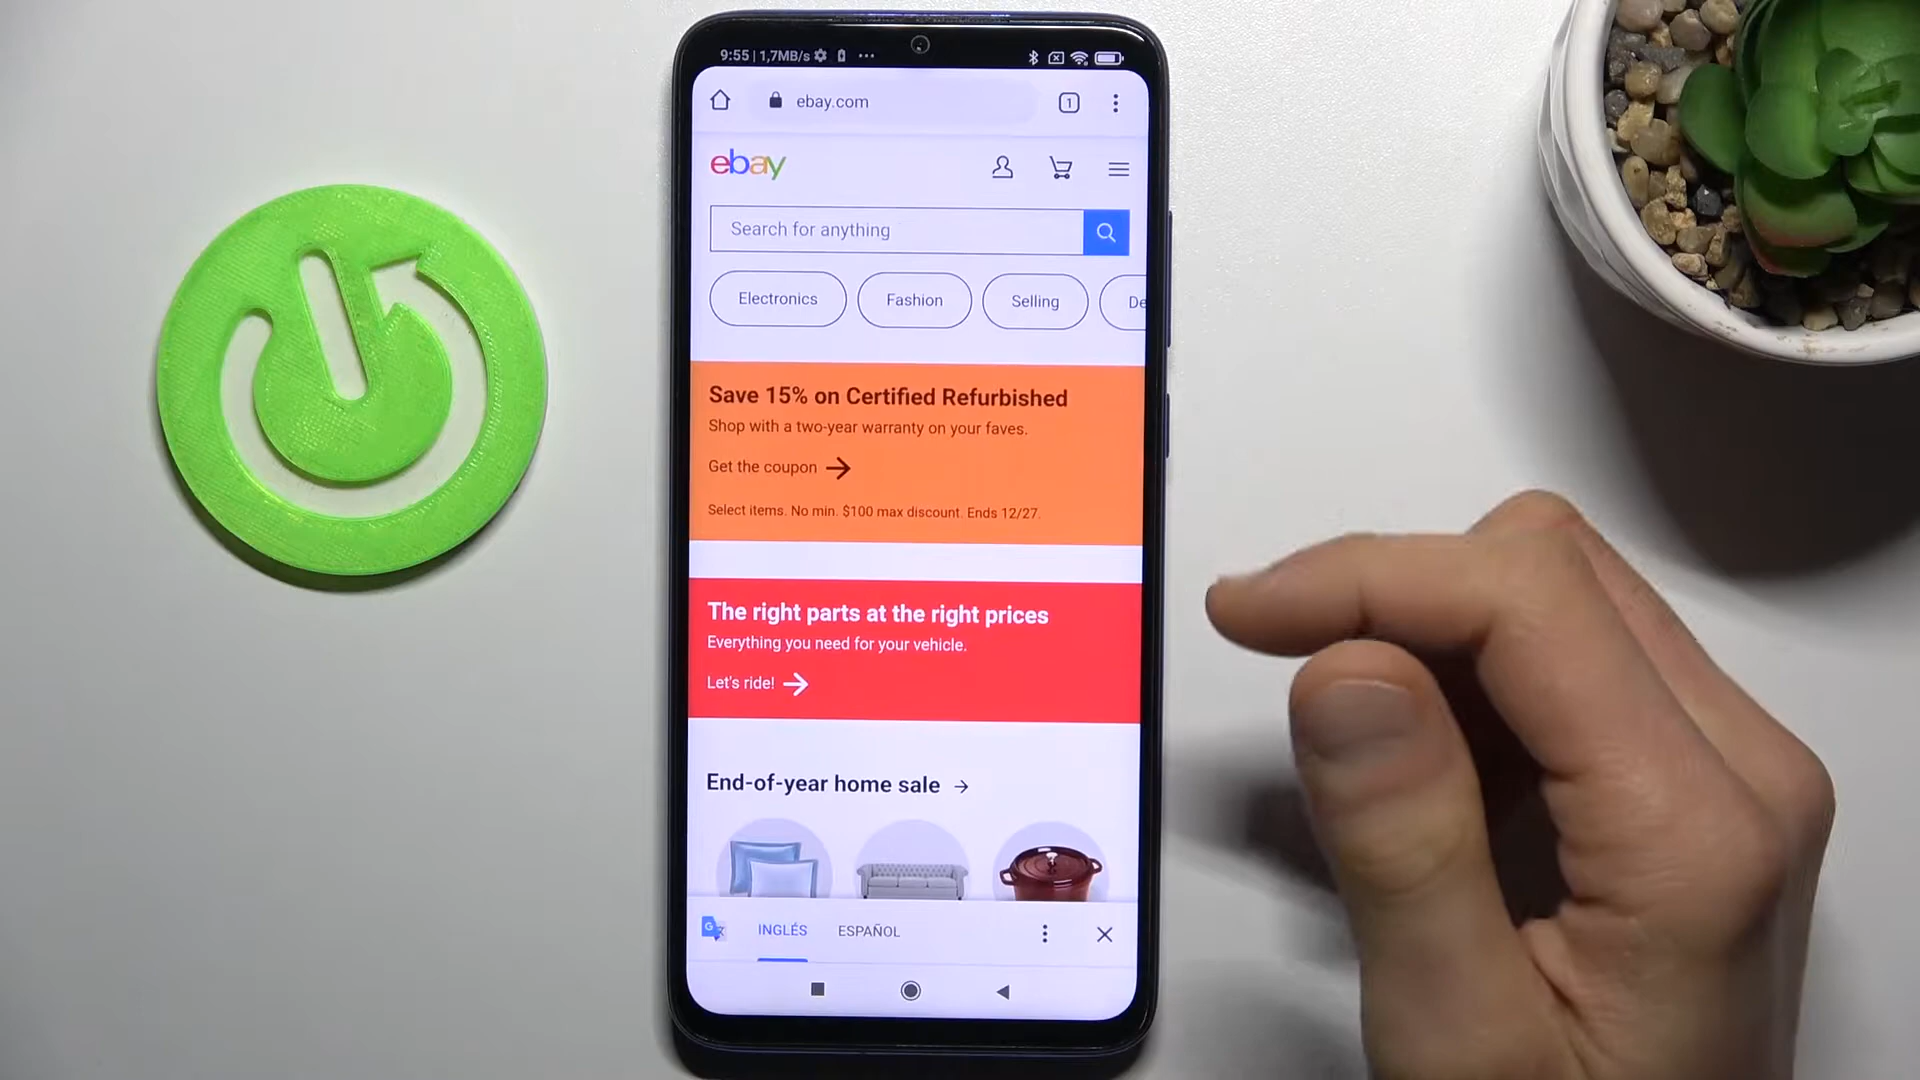 9:55 | 1,7MB/s
ebay.com
1
ebay
Search for anything
Electronics Fashion Selling De
Save 15% on Certified Refurbished
Shop with a two-year warranty on your faves.
Get the coupon
Select items. No min. $100 max discount. Ends 12/27.
The right parts at the right prices
Everything you need for your vehicle.
Let's ride!
End-of-year home sale
G INGLÉS ESPAÑOL